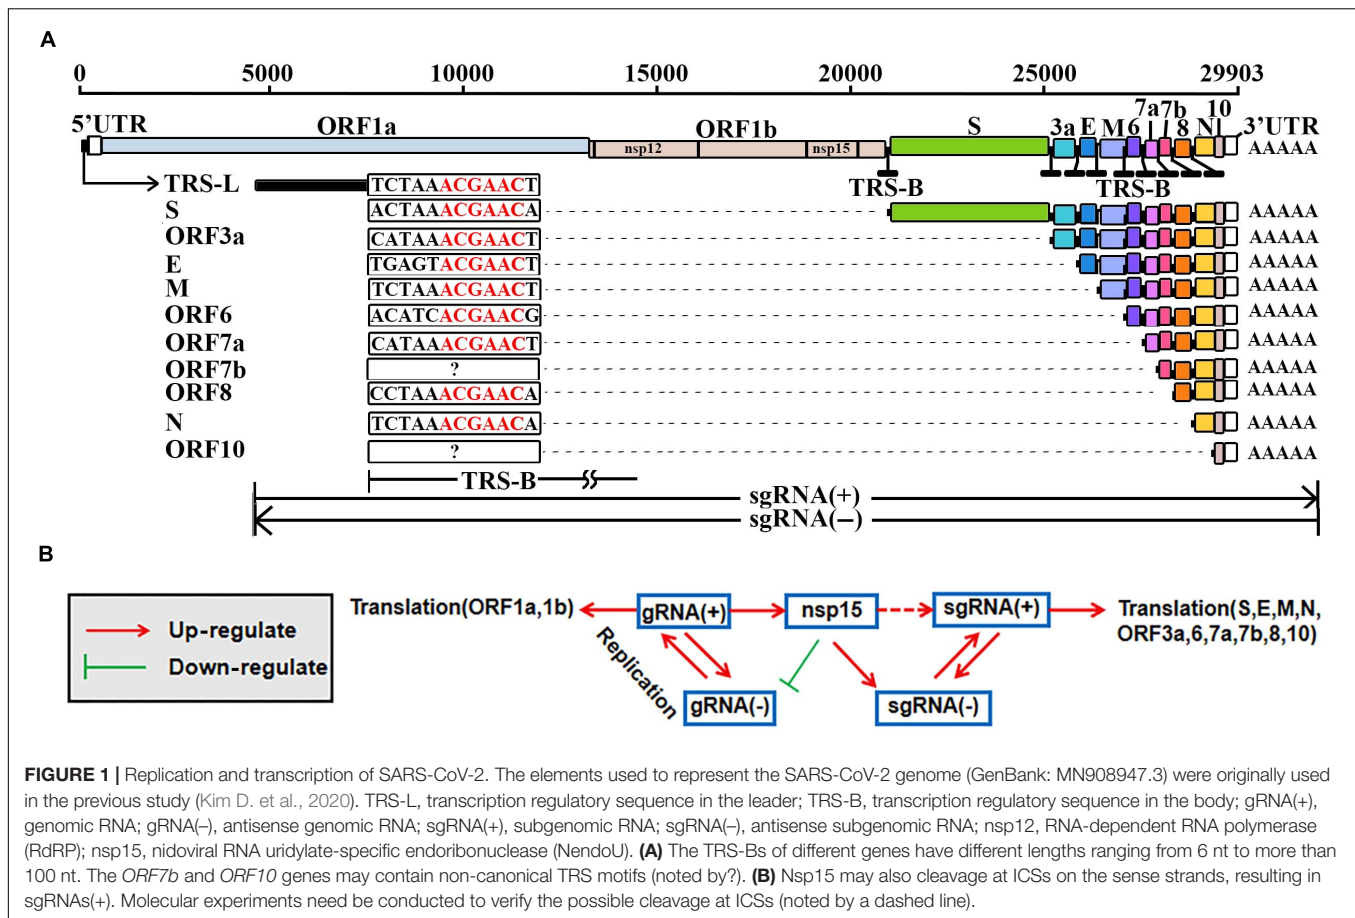 A
0 5000 10000 15000 20000 25000 29903
5'UTR ORF1a ORF1b S 3a E M 6 7a 7b 8 N 10 3'UTR
nsp12 nsp15 AAAAA
TRS-L TCTAAACGAACT TRS-B TRS-B
S ACTAAACGAACA AAAAA
ORF3a CATAAACGAACT AAAAA
E TGAGTACGAACT AAAAA
M TCTAAACGAACT AAAAA
ORF6 ACATCACGAACG AAAAA
ORF7a CATAAACGAACT AAAAA
ORF7b ? AAAAA
ORF8 CCTAAACGAACA AAAAA
N TCTAAACGAACA AAAAA
ORF10 ? AAAAA
TRS-B
sgRNA(+)
sgRNA(−)
B
Up-regulate
Down-regulate
Translation(ORF1a,1b) gRNA(+) nsp15 sgRNA(+) Translation(S,E,M,N,
ORF3a,6,7a,7b,8,10)
Replication
gRNA(-) sgRNA(-)
FIGURE 1 | Replication and transcription of SARS-CoV-2. The elements used to represent the SARS-CoV-2 genome (GenBank: MN908947.3) were originally used
in the previous study (Kim D. et al., 2020). TRS-L, transcription regulatory sequence in the leader; TRS-B, transcription regulatory sequence in the body; gRNA(+),
genomic RNA; gRNA(–), antisense genomic RNA; sgRNA(+), subgenomic RNA; sgRNA(–), antisense subgenomic RNA; nsp12, RNA-dependent RNA polymerase
(RdRP); nsp15, nidoviral RNA uridylate-specific endoribonuclease (NendoU). (A) The TRS-Bs of different genes have different lengths ranging from 6 nt to more than
100 nt. The ORF7b and ORF10 genes may contain non-canonical TRS motifs (noted by?). (B) Nsp15 may also cleavage at ICSs on the sense strands, resulting in
sgRNAs(+). Molecular experiments need be conducted to verify the possible cleavage at ICSs (noted by a dashed line).